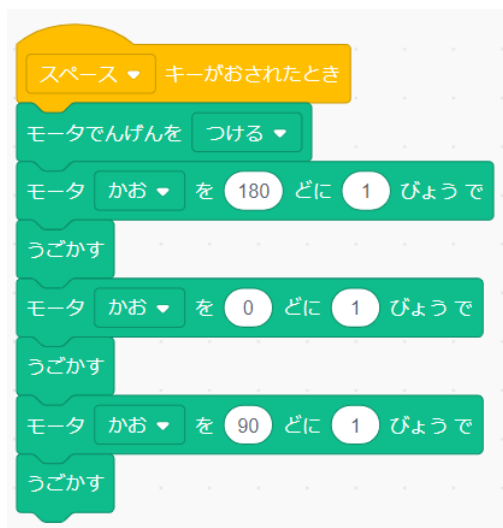 スペース キーがおされたとき
モータでんげんを つける
モータ かお を 180 どに 1 びょうで
うごかす
モータ かお を 0 どに 1 びょうで
うごかす
モータ かお を 90 どに 1 びょうで
うごかす